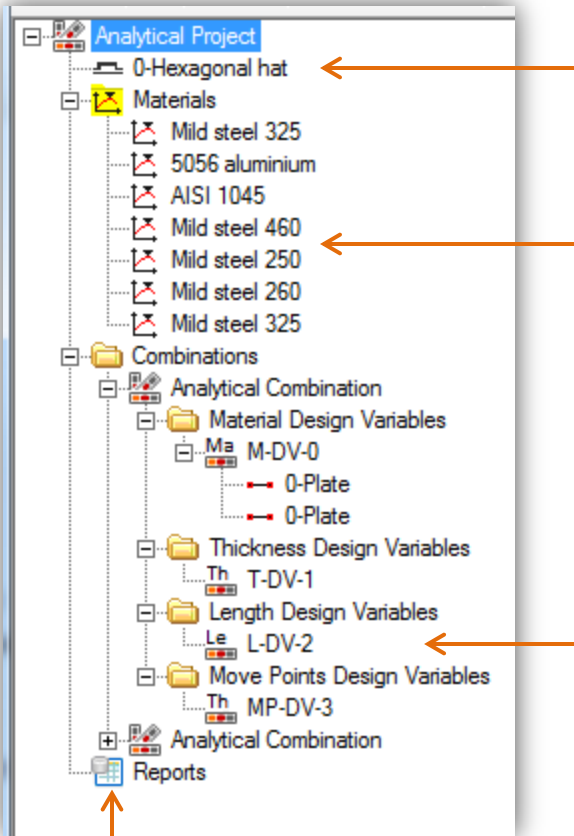 Analytical Project
0-Hexagonal hat
Materials
Mild steel 325
5056 aluminium
AISI 1045
Mild steel 460
Mild steel 250
Mild steel 260
Mild steel 325
Combinations
Analytical Combination
Material Design Variables
Ma M-DV-0
0-Plate
0-Plate
Thickness Design Variables
Th T-DV-1
Length Design Variables
Le L-DV-2
Move Points Design Variables
Th MP-DV-3
Analytical Combination
Reports